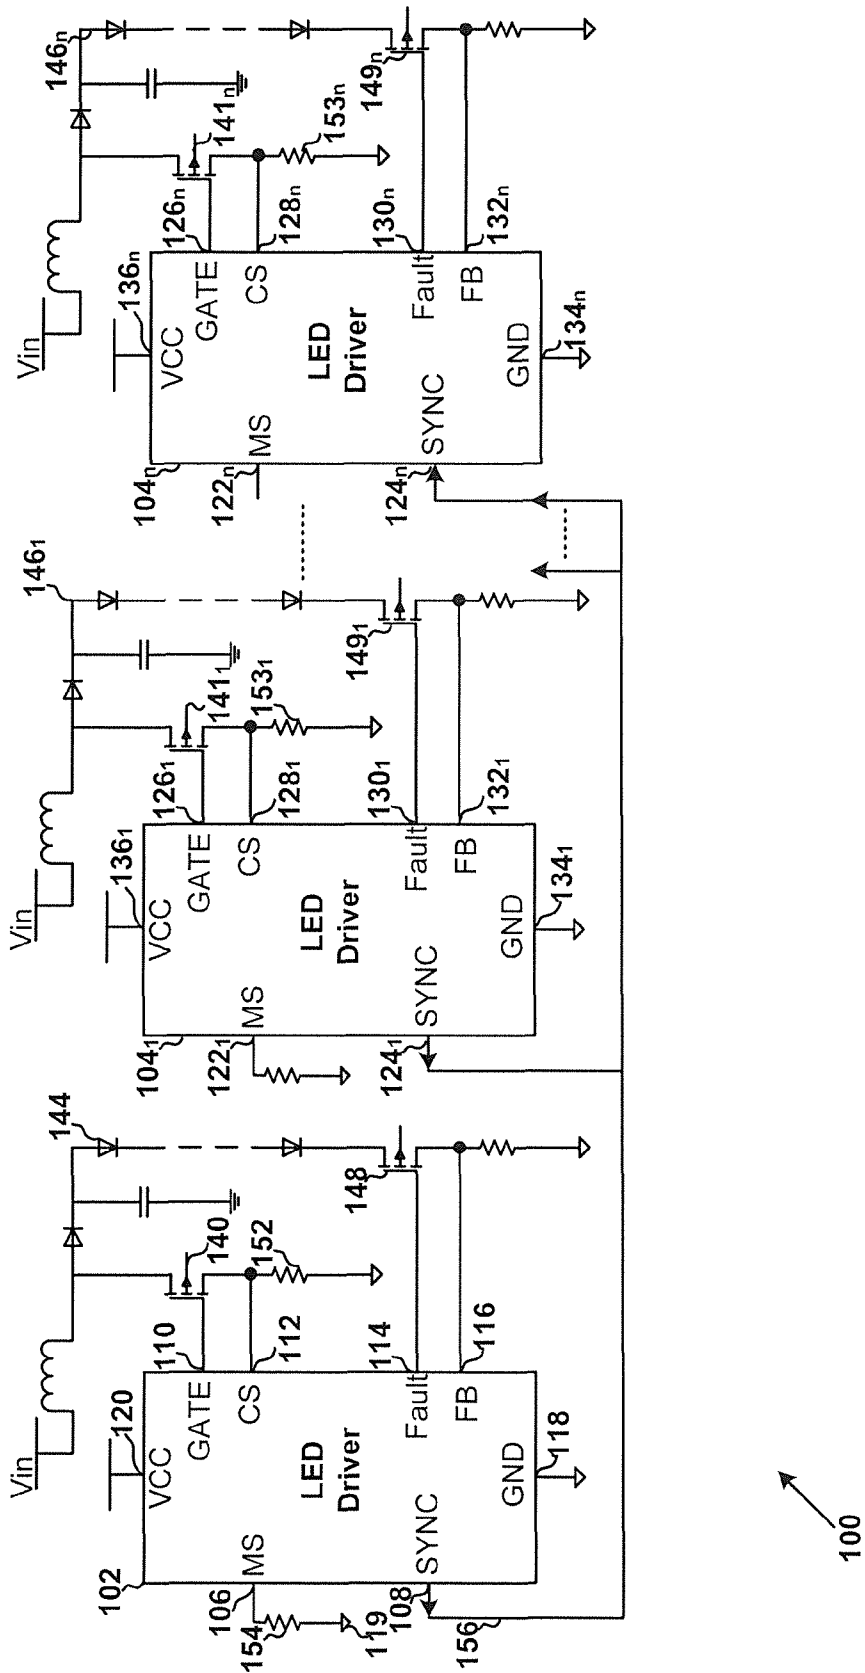 Vin
120
102
VCC
110
GATE
140
144
106
MS
112
CS
152
154
LED
Driver
119
114
Fault
148
108
SYNC
116
FB
156
GND
118
Vin
136₁
104₁
VCC
126₁
GATE
141₁
146₁
122₁
MS
128₁
CS
153₁
LED
Driver
130₁
Fault
149₁
124₁
SYNC
132₁
FB
GND
134₁
Vin
136n
104n
VCC
126n
GATE
141n
146n
122n
MS
128n
CS
153n
LED
Driver
130n
Fault
149n
124n
SYNC
132n
FB
GND
134n
100